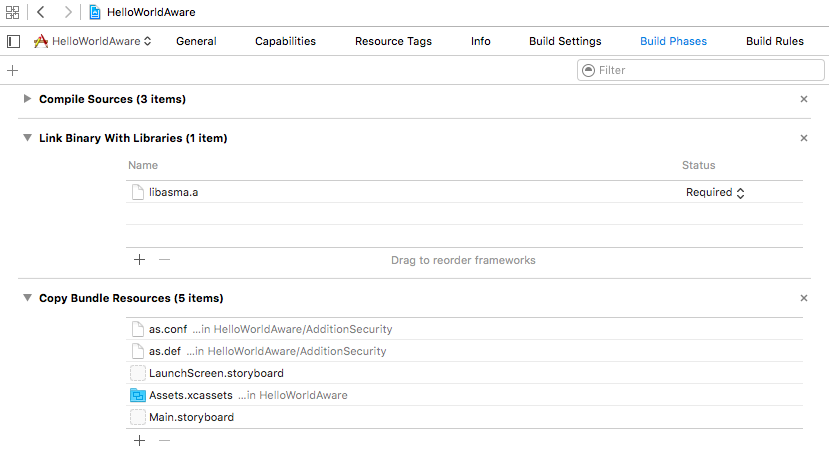 HelloWorldAware
HelloWorldAware General Capabilities Resource Tags Info Build Settings Build Phases Build Rules
Filter
Compile Sources (3 items)
Link Binary With Libraries (1 item)
Name Status
libasma.a Required
Drag to reorder frameworks
Copy Bundle Resources (5 items)
as.conf ...in HelloWorldAware/AdditionSecurity
as.def ...in HelloWorldAware/AdditionSecurity
LaunchScreen.storyboard
Assets.xcassets ...in HelloWorldAware
Main.storyboard